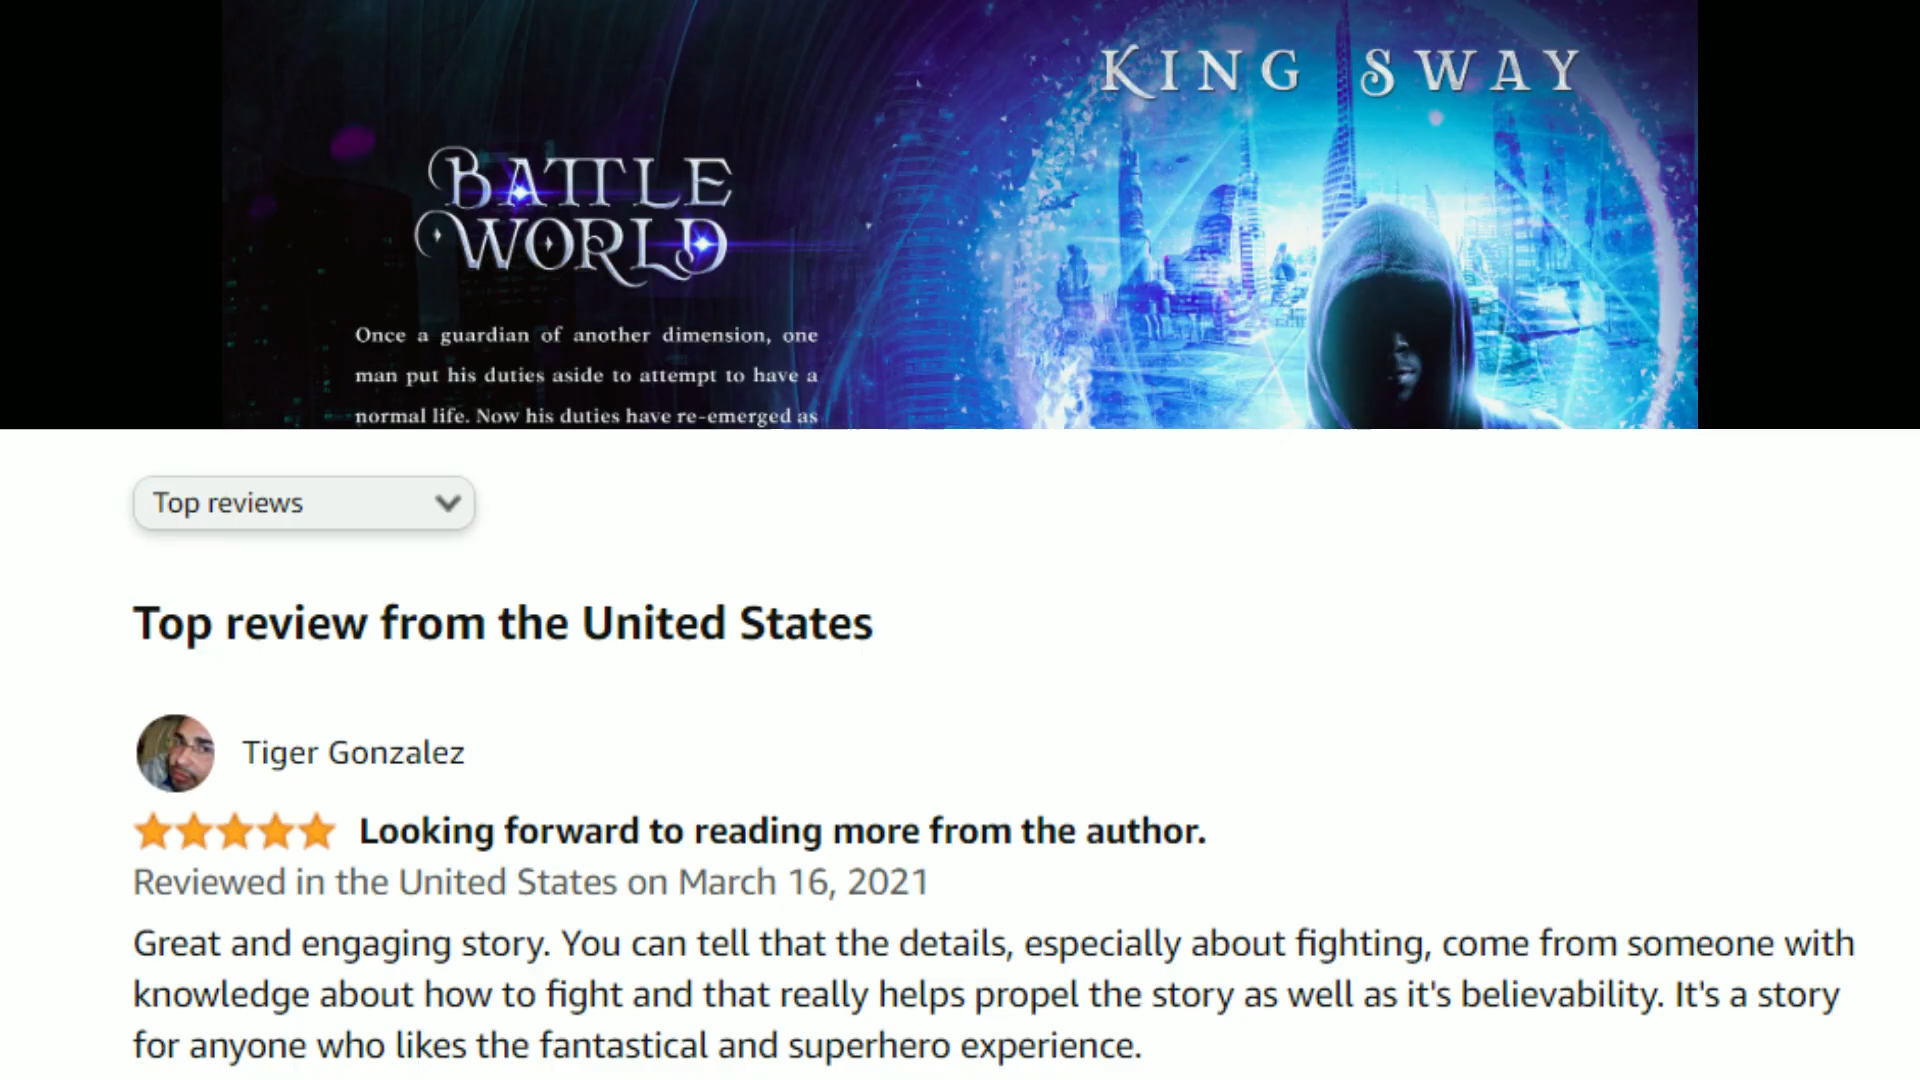 KING SWAY
BATTLE
WORLD
Once a guardian of another dimension, one
man put his duties aside to attempt to have a
normal life. Now his duties have re-emerged as
Top reviews
Top review from the United States
Tiger Gonzalez
Looking forward to reading more from the author.
Reviewed in the United States on March 16, 2021
Great and engaging story. You can tell that the details, especially about fighting, come from someone with
knowledge about how to fight and that really helps propel the story as well as it's believability. It's a story
for anyone who likes the fantastical and superhero experience.